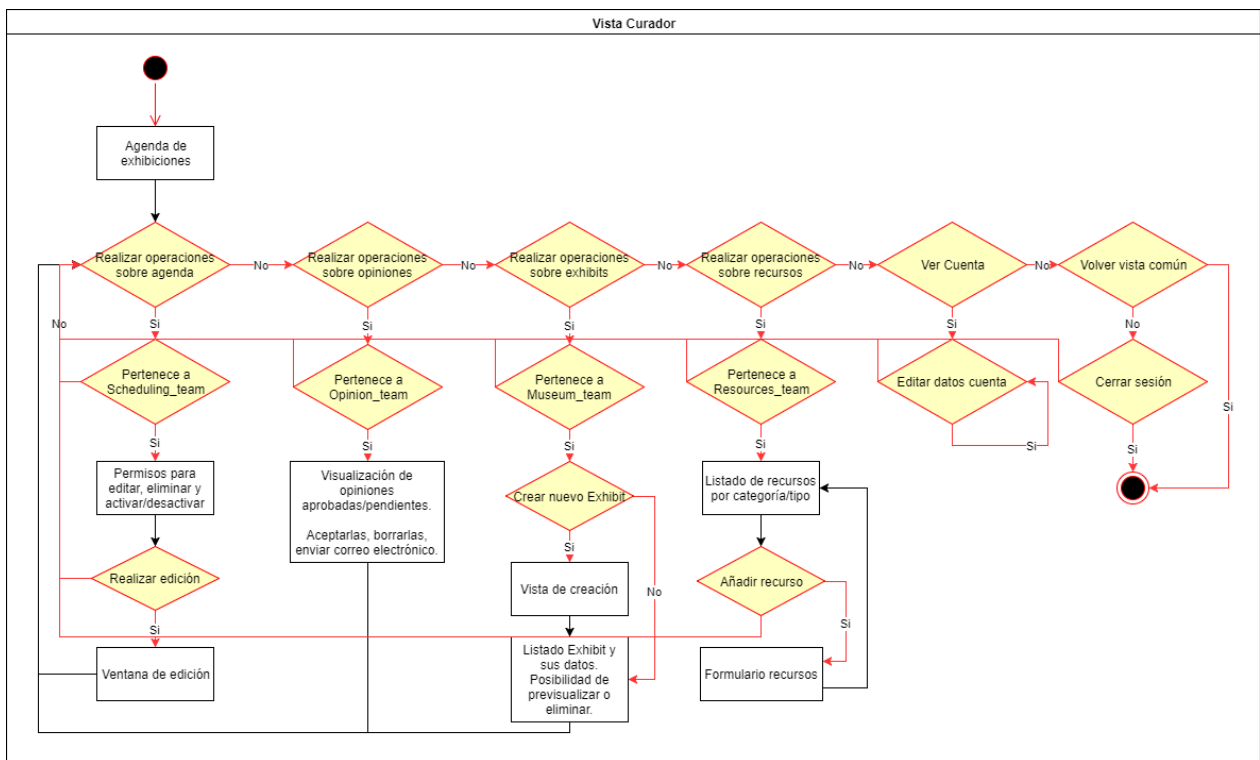 Vista Curador
Agenda de
exhibiciones
Realizar operaciones
sobre agenda
No
Realizar operaciones
sobre opiniones
No
Realizar operaciones
sobre exhibits
No
Realizar operaciones
sobre recursos
No
Ver Cuenta
No
Volver vista común
No
Si
Si
Si
Si
Si
No
Pertenece a
Scheduling_team
Pertenece a
Opinion_team
Pertenece a
Museum_team
Pertenece a
Resources_team
Editar datos cuenta
Cerrar sesión
Si
Si
Si
Si
Si
Si
Si
Permisos para
editar, eliminar y
activar/desactivar
Visualización de
opiniones
aprobadas/pendientes.
Aceptarlas, borrarlas,
enviar correo electrónico.
Crear nuevo Exhibit
Listado de recursos
por categoría/tipo
Si
Realizar edición
Vista de creación
No
Añadir recurso
Si
Si
Ventana de edición
Listado Exhibit y
sus datos.
Posibilidad de
previsualizar o
eliminar.
Formulario recursos